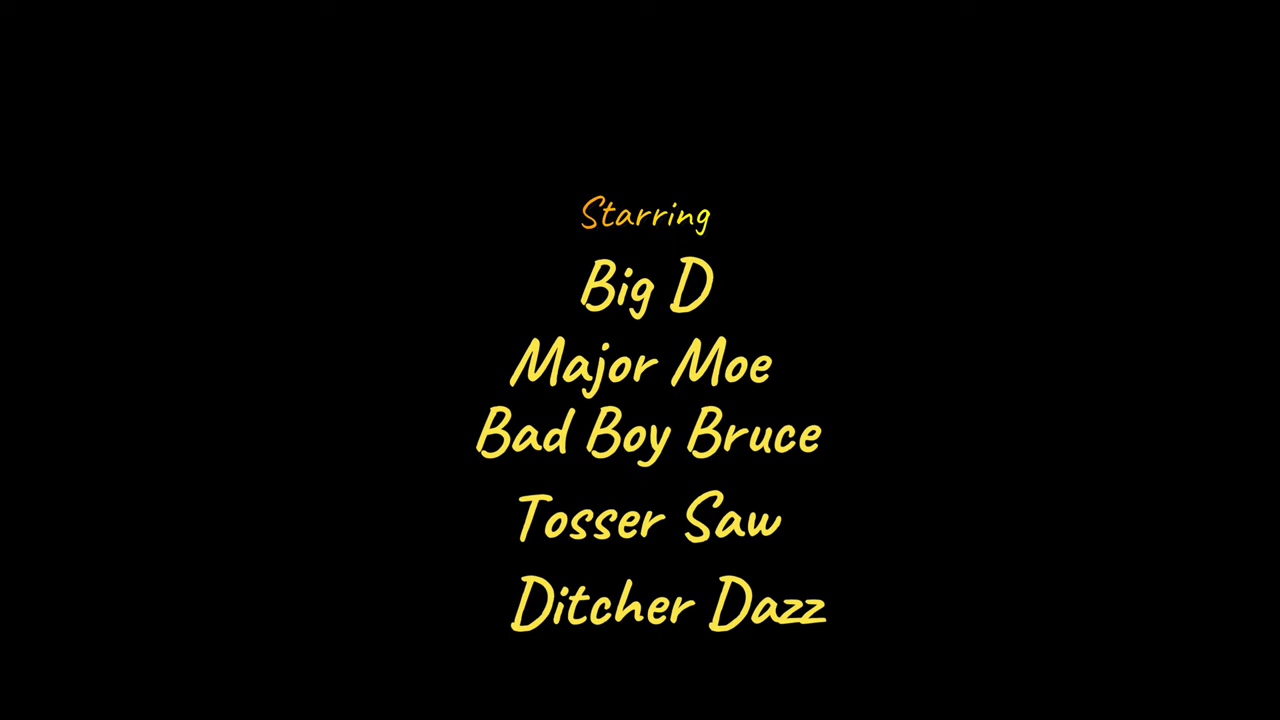 Starring
Big D
Major Moe
Bad Boy Bruce
Tosser Saw
Ditcher Dazz